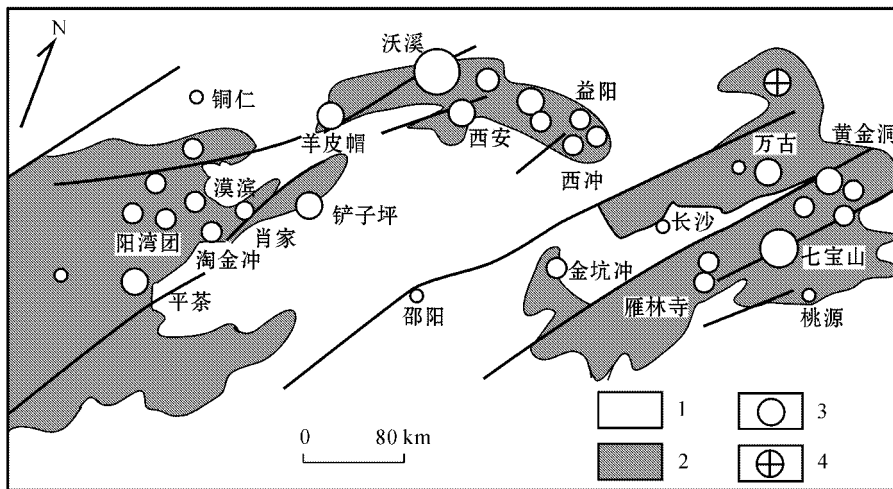 N
沃溪
铜仁
益阳
羊皮帽
西安
万古
黄金洞
漠滨
西冲
铲子坪
长沙
阳湾团
肖家
淘金冲
金坑冲
七宝山
平茶
邵阳
雁林寺
桃源
0 80 km
1
3
2
4